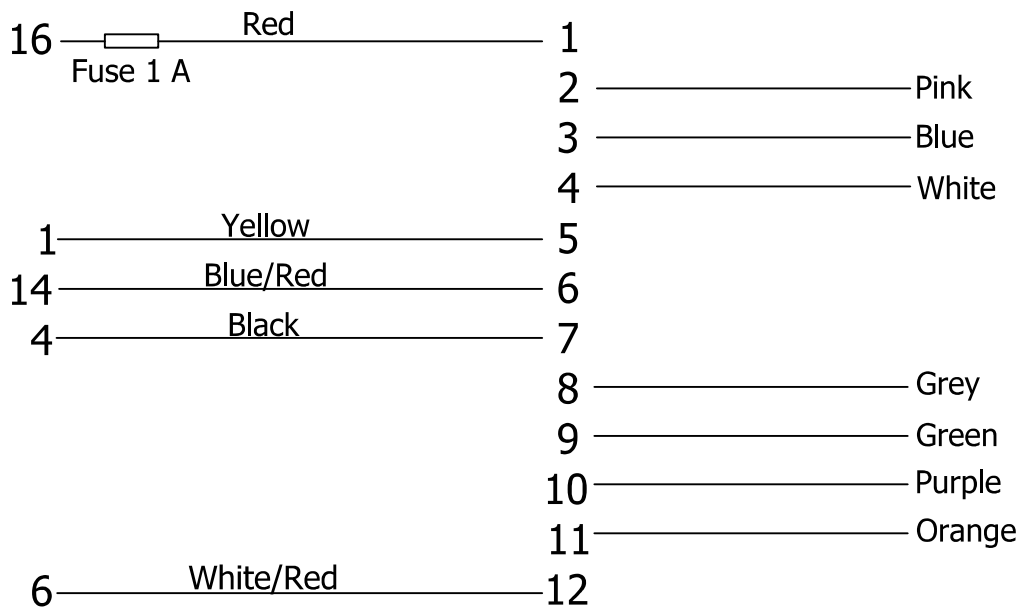 16 Red 1
Fuse 1 A
2 Pink
3 Blue
4 White
1 Yellow 5
14 Blue/Red 6
4 Black 7
8 Grey
9 Green
10 Purple
11 Orange
6 White/Red 12